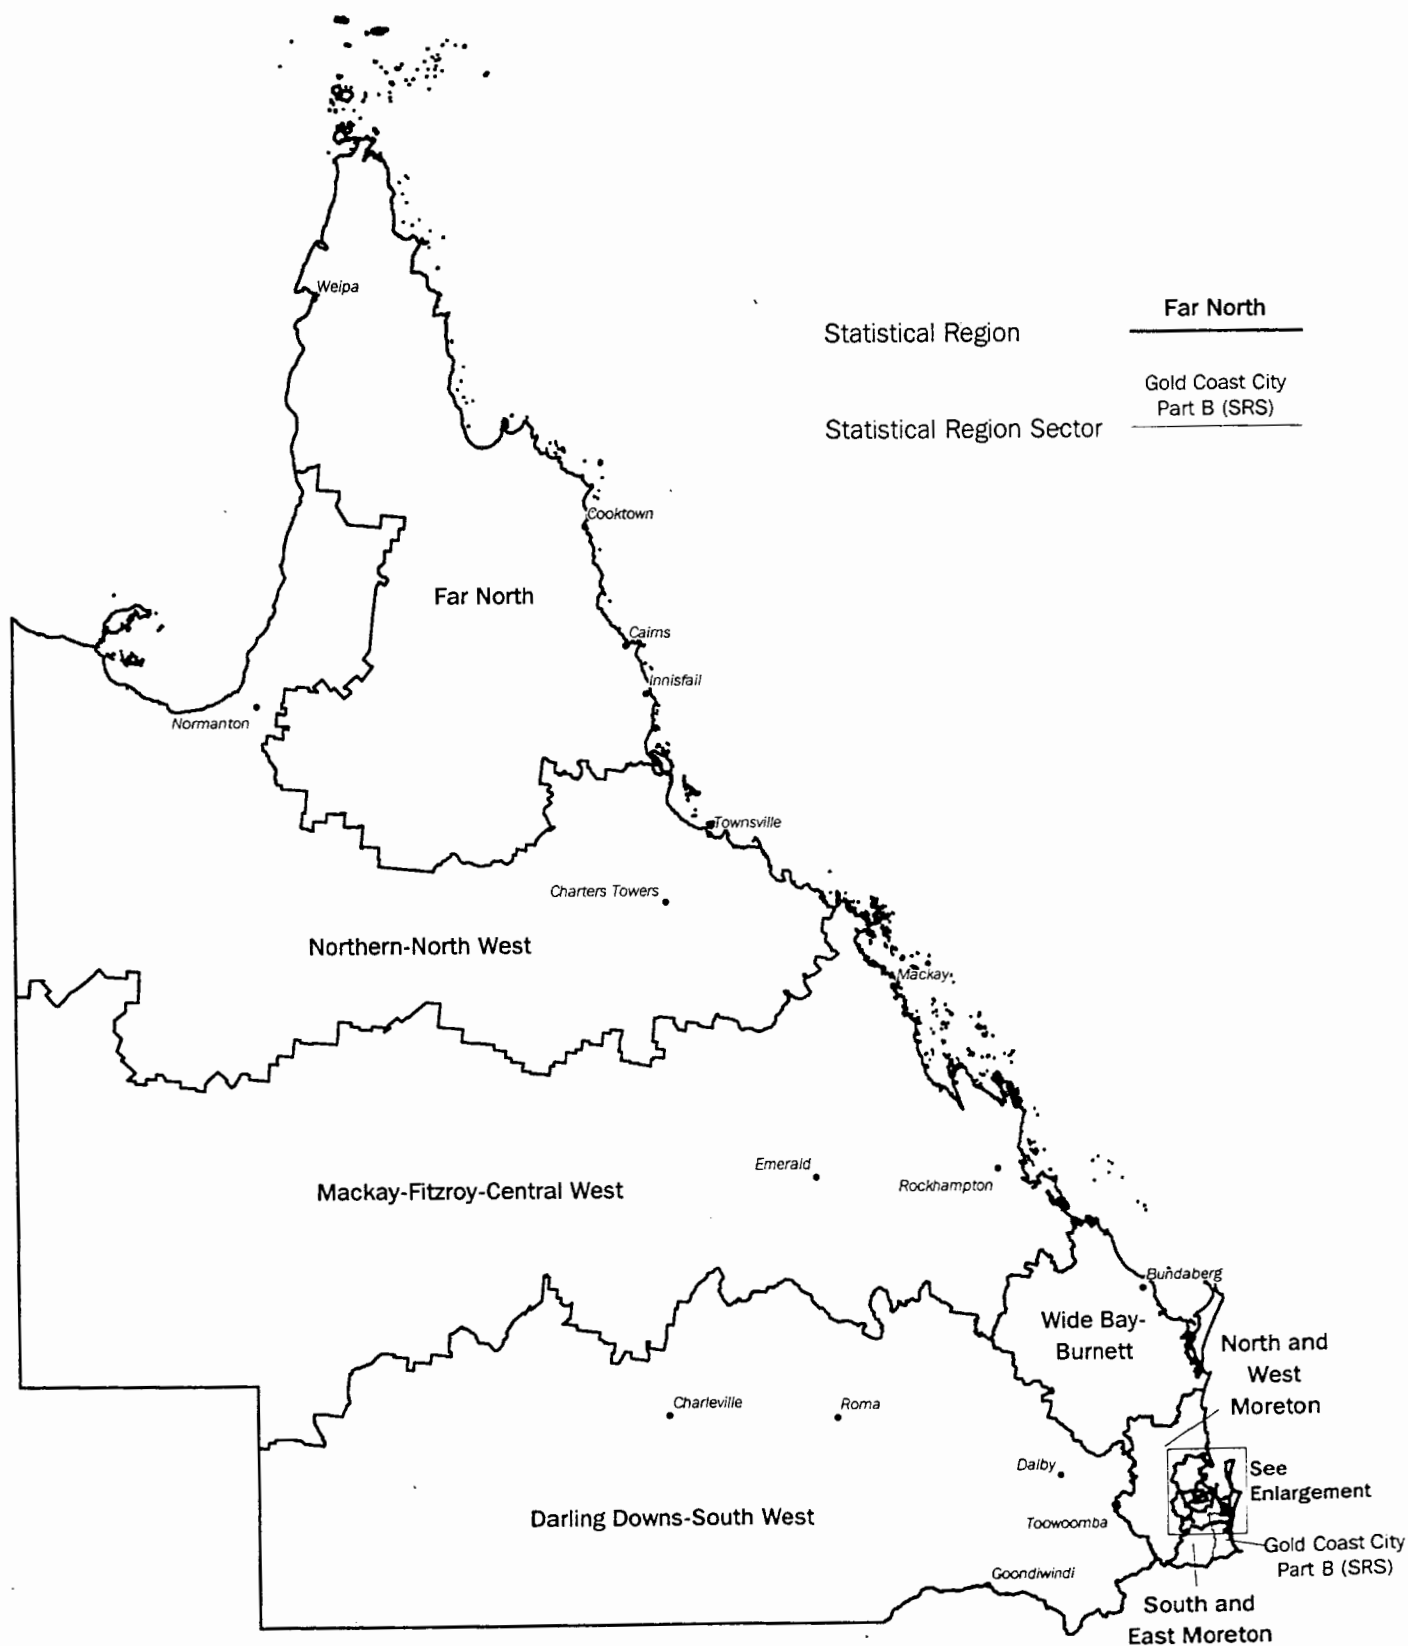 Weipa
Far North
Statistical Region
Gold Coast City
Part B (SRS)
Statistical Region Sector
Cooktown
Far North
Cairns
Innisfail
Normanton
Townsville
Charters Towers
Northern-North West
Mackay
Emerald
Rockhampton
Mackay-Fitzroy-Central West
Bundaberg
Wide Bay-
Burnett
North and
West
Moreton
Charleville
Roma
Dalby
See
Enlargement
Darling Downs-South West
Toowoomba
Gold Coast City
Part B (SRS)
Goondiwindi
South and
East Moreton